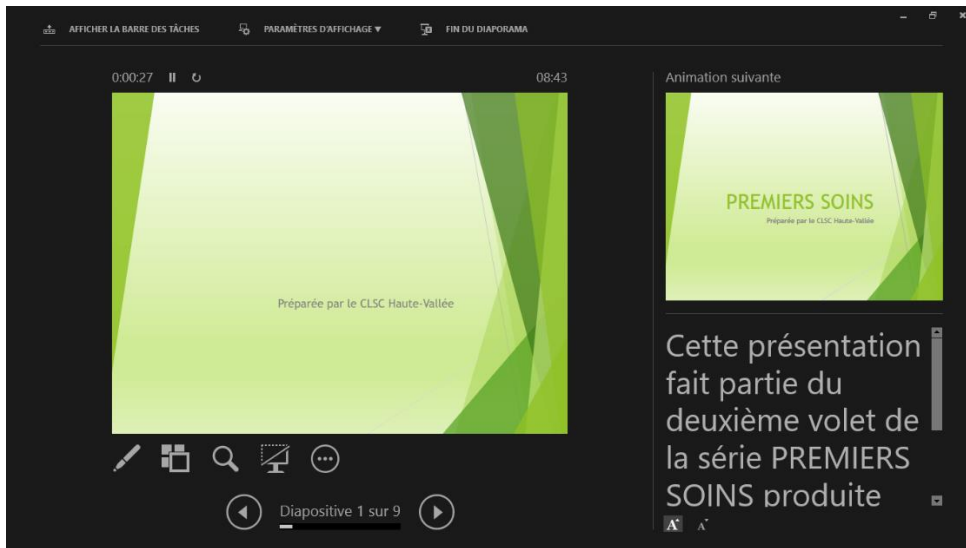 AFFICHER LA BARRE DES TÂCHES
PARAMÈTRES D'AFFICHAGE ▼
FIN DU DIAPORAMA
0:00:27
08:43
Préparée par le CLSC Haute-Vallée
Diapositive 1 sur 9
Animation suivante
PREMIERS SOINS
Préparée par le CLSC Haute-Vallée
Cette présentation
fait partie du
deuxième volet de
la série PREMIERS
SOINS produite
A A